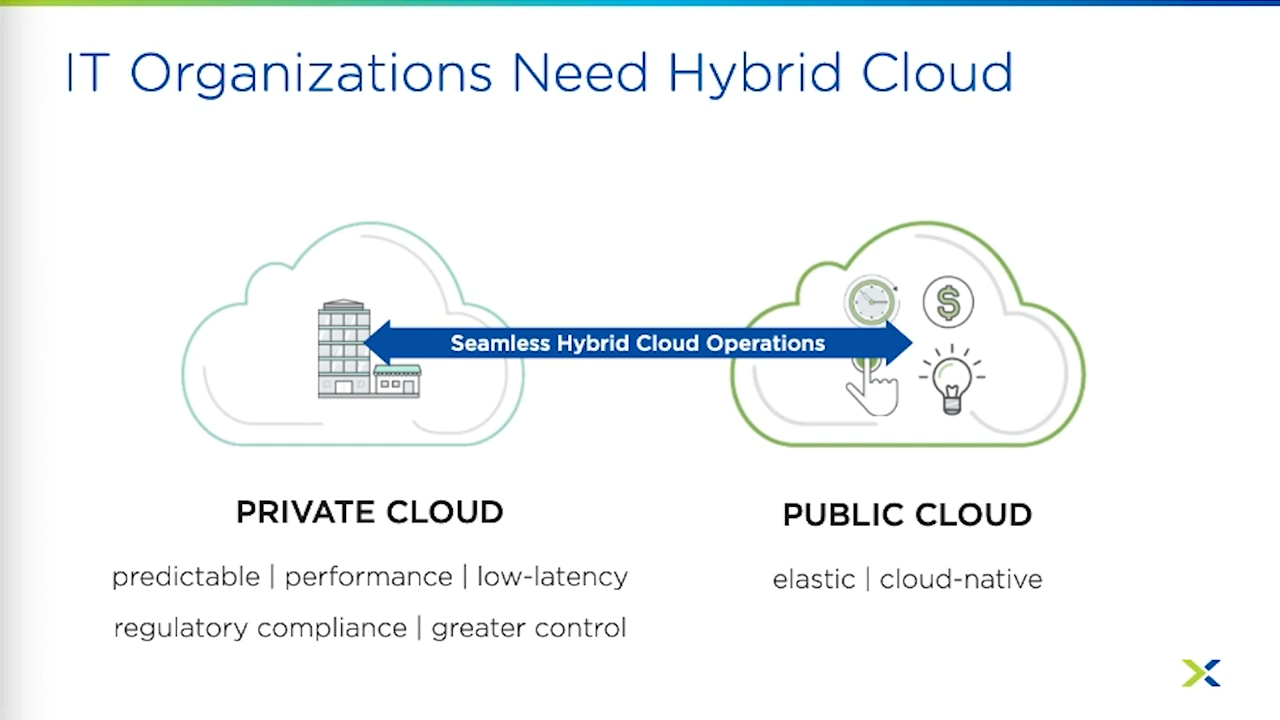 IT Organizations Need Hybrid Cloud
$
Seamless Hybrid Cloud Operations
PRIVATE CLOUD
predictable | performance | low-latency
regulatory compliance | greater control
PUBLIC CLOUD
elastic | cloud-native